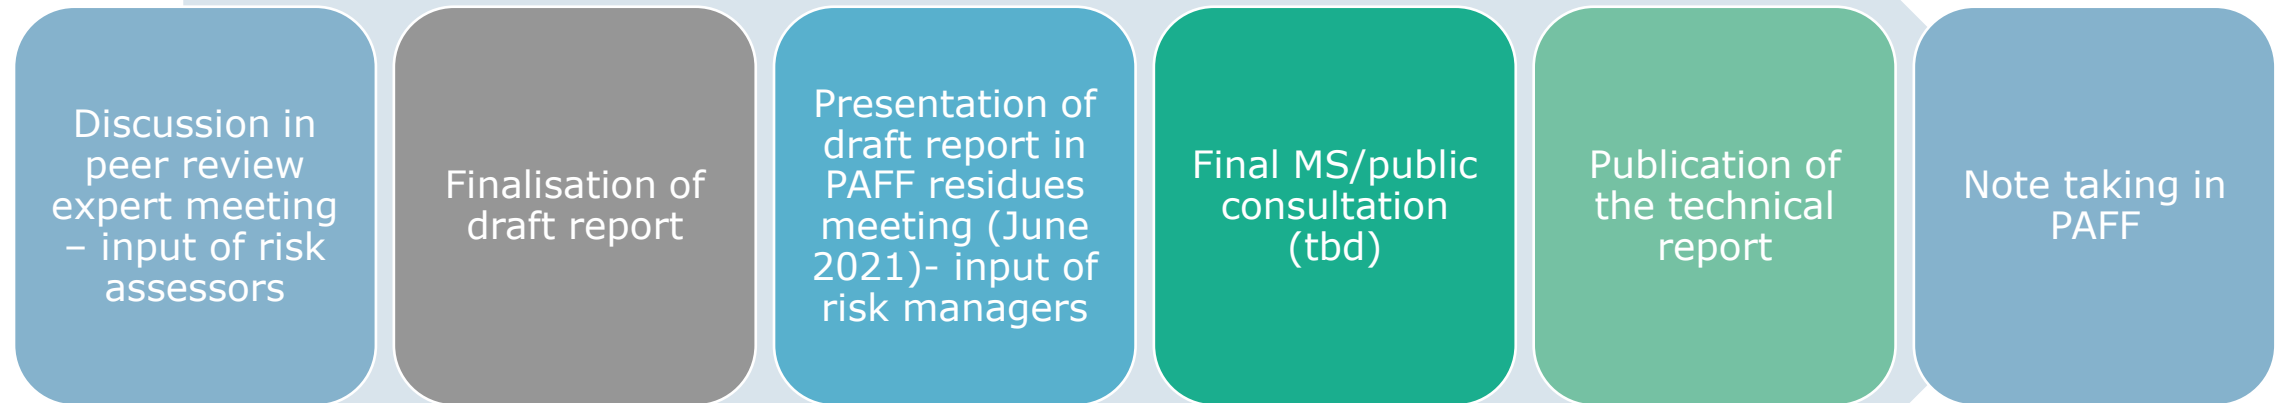 Discussion in
peer review
expert meeting
– input of risk
assessors
Finalisation of
draft report
Presentation of
draft report in
PAFF residues
meeting (June
2021)- input of
risk managers
Final MS/public
consultation
(tbd)
Publication of
the technical
report
Note taking in
PAFF